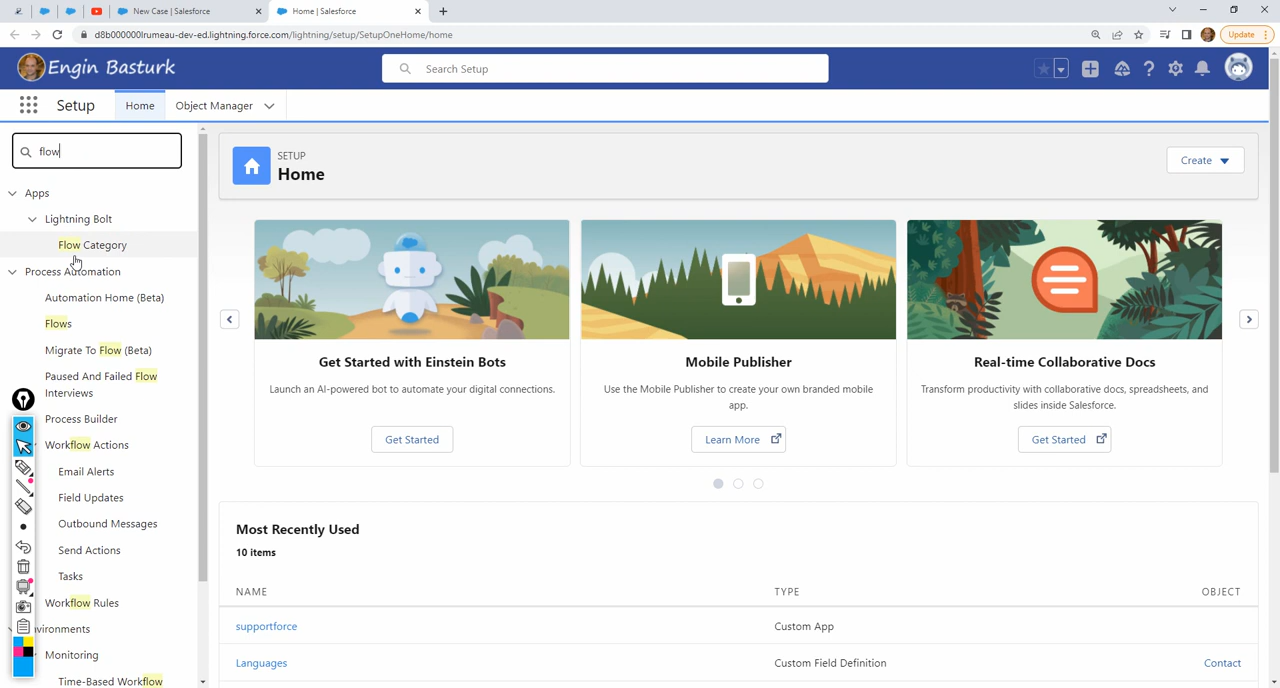 New Case | Salesforce
Home | Salesforce
d8b000000lrumeau-dev-ed.lightning.force.com/lightning/setup/SetupOneHome/home
Update
Engin Basturk
Search Setup
Setup
Home
Object Manager
flow
SETUP
Home
Create
Apps
Lightning Bolt
Flow Category
Process Automation
Automation Home (Beta)
Flows
Migrate To Flow (Beta)
Paused And Failed Flow
Interviews
Process Builder
Workflow Actions
Email Alerts
Field Updates
Outbound Messages
Send Actions
Tasks
Workflow Rules
vironments
Monitoring
Time-Based Workflow
Get Started with Einstein Bots
Launch an AI-powered bot to automate your digital connections.
Get Started
Mobile Publisher
Use the Mobile Publisher to create your own branded mobile
app.
Learn More
Real-time Collaborative Docs
Transform productivity with collaborative docs, spreadsheets, and
slides inside Salesforce.
Get Started
Most Recently Used
10 items
NAME
TYPE
OBJECT
supportforce
Custom App
Languages
Custom Field Definition
Contact